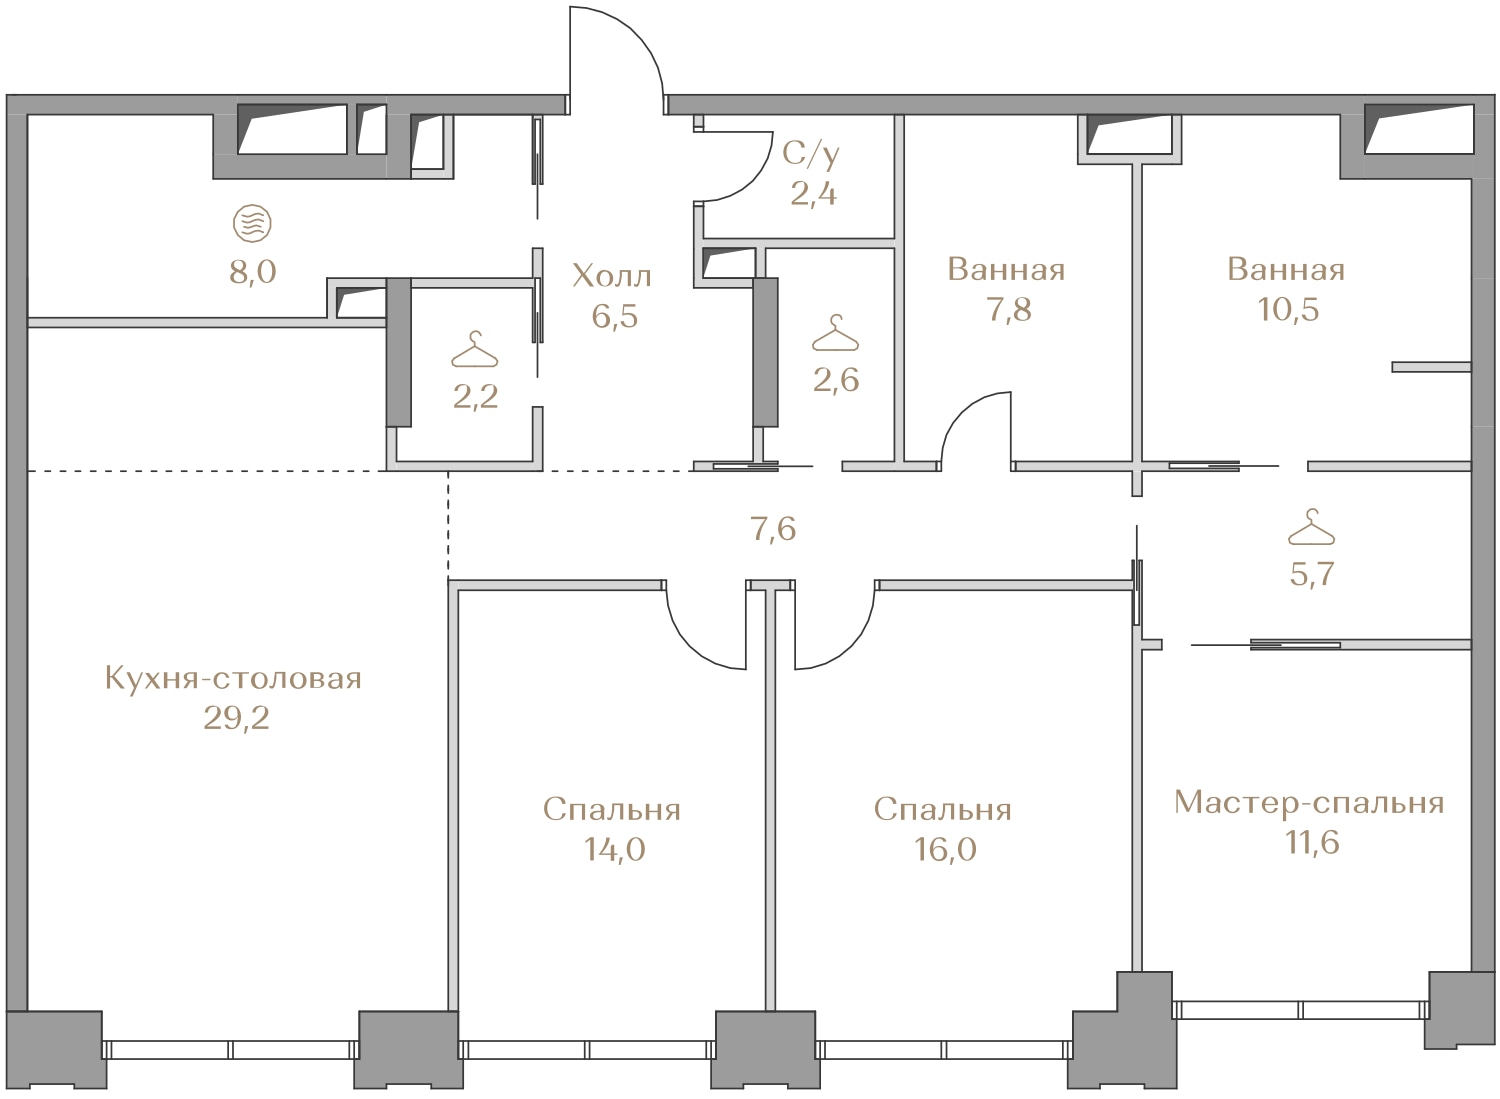 С/у
2,4
8,0
Холл
6,5
2,2
2,6
Ванная
7,8
Ванная
10,5
7,6
5,7
Кухня-столовая
29,2
Спальня
14,0
Спальня
16,0
Мастер-спальня
11,6